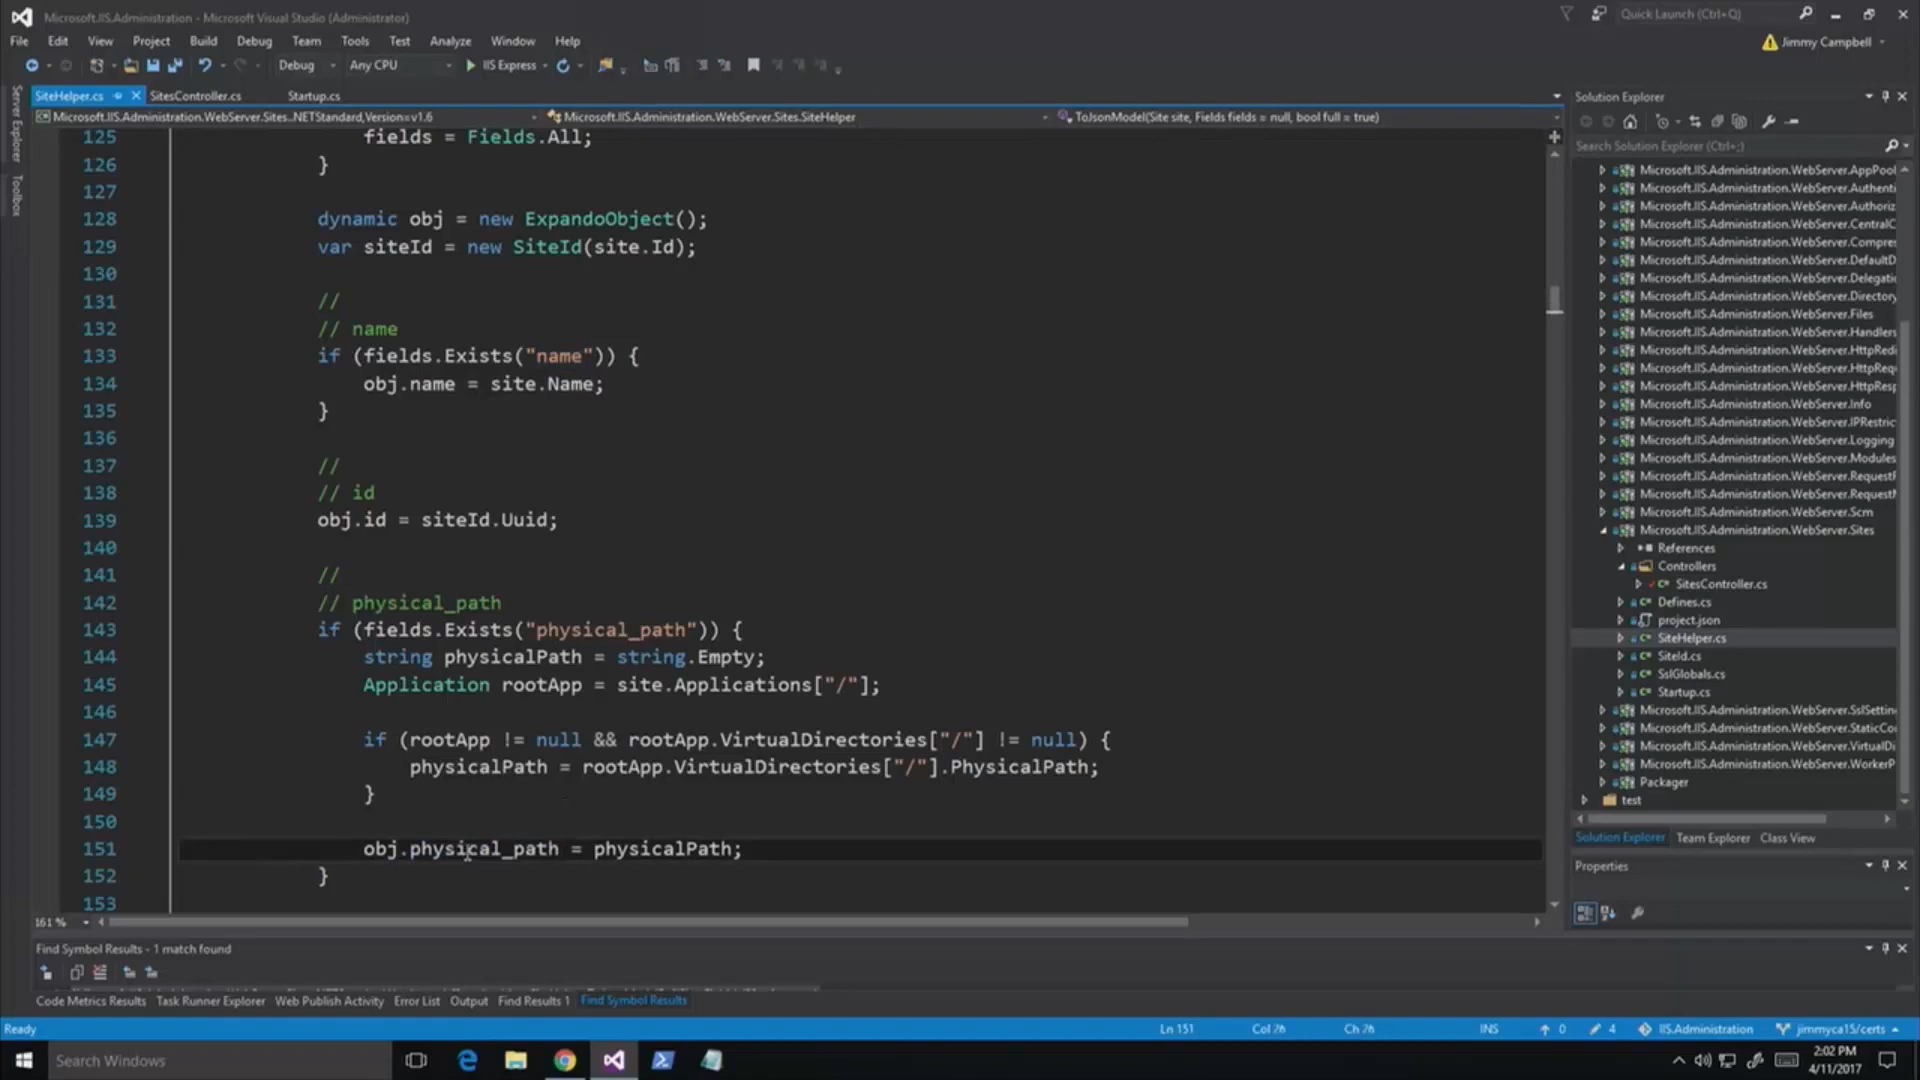 Microsoft.IIS.Administration - Microsoft Visual Studio (Administrator)
Quick Launch (Ctrl+Q)
File Edit View Project Build Debug Team Tools Test Analyze Window Help
Jimmy Campbell
Debug Any CPU IIS Express
Server Explorer
Toolbox
SiteHelper.cs SitesController.cs Startup.cs
Microsoft.IIS.Administration.WebServer.Sites..NETStandard,Version=v1.6 Microsoft.IIS.Administration.WebServer.Sites.SiteHelper ToJsonModel(Site site, Fields fields = null, bool full = true)
125 fields = Fields.All;
126 }
127
128 dynamic obj = new ExpandoObject();
129 var siteId = new SiteId(site.Id);
130
131 //
132 // name
133 if (fields.Exists("name")) {
134 obj.name = site.Name;
135 }
136
137 //
138 // id
139 obj.id = siteId.Uuid;
140
141 //
142 // physical_path
143 if (fields.Exists("physical_path")) {
144 string physicalPath = string.Empty;
145 Application rootApp = site.Applications["/"];
146
147 if (rootApp != null && rootApp.VirtualDirectories["/"] != null) {
148 physicalPath = rootApp.VirtualDirectories["/"].PhysicalPath;
149 }
150
151 obj.physical_path = physicalPath;
152 }
153
161 %
Solution Explorer
Search Solution Explorer (Ctrl+;)
Microsoft.IIS.Administration.WebServer.AppPool
Microsoft.IIS.Administration.WebServer.Authenti
Microsoft.IIS.Administration.WebServer.Authoriz
Microsoft.IIS.Administration.WebServer.CentralC
Microsoft.IIS.Administration.WebServer.Compres
Microsoft.IIS.Administration.WebServer.DefaultD
Microsoft.IIS.Administration.WebServer.Delegatio
Microsoft.IIS.Administration.WebServer.Directory
Microsoft.IIS.Administration.WebServer.Files
Microsoft.IIS.Administration.WebServer.Handlers
Microsoft.IIS.Administration.WebServer.HttpRedi
Microsoft.IIS.Administration.WebServer.HttpReq
Microsoft.IIS.Administration.WebServer.HttpResp
Microsoft.IIS.Administration.WebServer.Info
Microsoft.IIS.Administration.WebServer.IPRestric
Microsoft.IIS.Administration.WebServer.Logging
Microsoft.IIS.Administration.WebServer.Modules
Microsoft.IIS.Administration.WebServer.RequestF
Microsoft.IIS.Administration.WebServer.RequestM
Microsoft.IIS.Administration.WebServer.Scm
Microsoft.IIS.Administration.WebServer.Sites
References
Controllers
SitesController.cs
Defines.cs
project.json
SiteHelper.cs
SiteId.cs
SslGlobals.cs
Startup.cs
Microsoft.IIS.Administration.WebServer.SslSettin
Microsoft.IIS.Administration.WebServer.StaticCo
Microsoft.IIS.Administration.WebServer.VirtualDi
Microsoft.IIS.Administration.WebServer.WorkerP
Packager
test
Solution Explorer Team Explorer Class View
Properties
Find Symbol Results - 1 match found
Code Metrics Results Task Runner Explorer Web Publish Activity Error List Output Find Results 1 Find Symbol Results
Ready Ln 151 Col 26 Ch 26 INS 0 4 IIS.Administration jimmyca15/certs
Search Windows
2:02 PM
4/11/2017